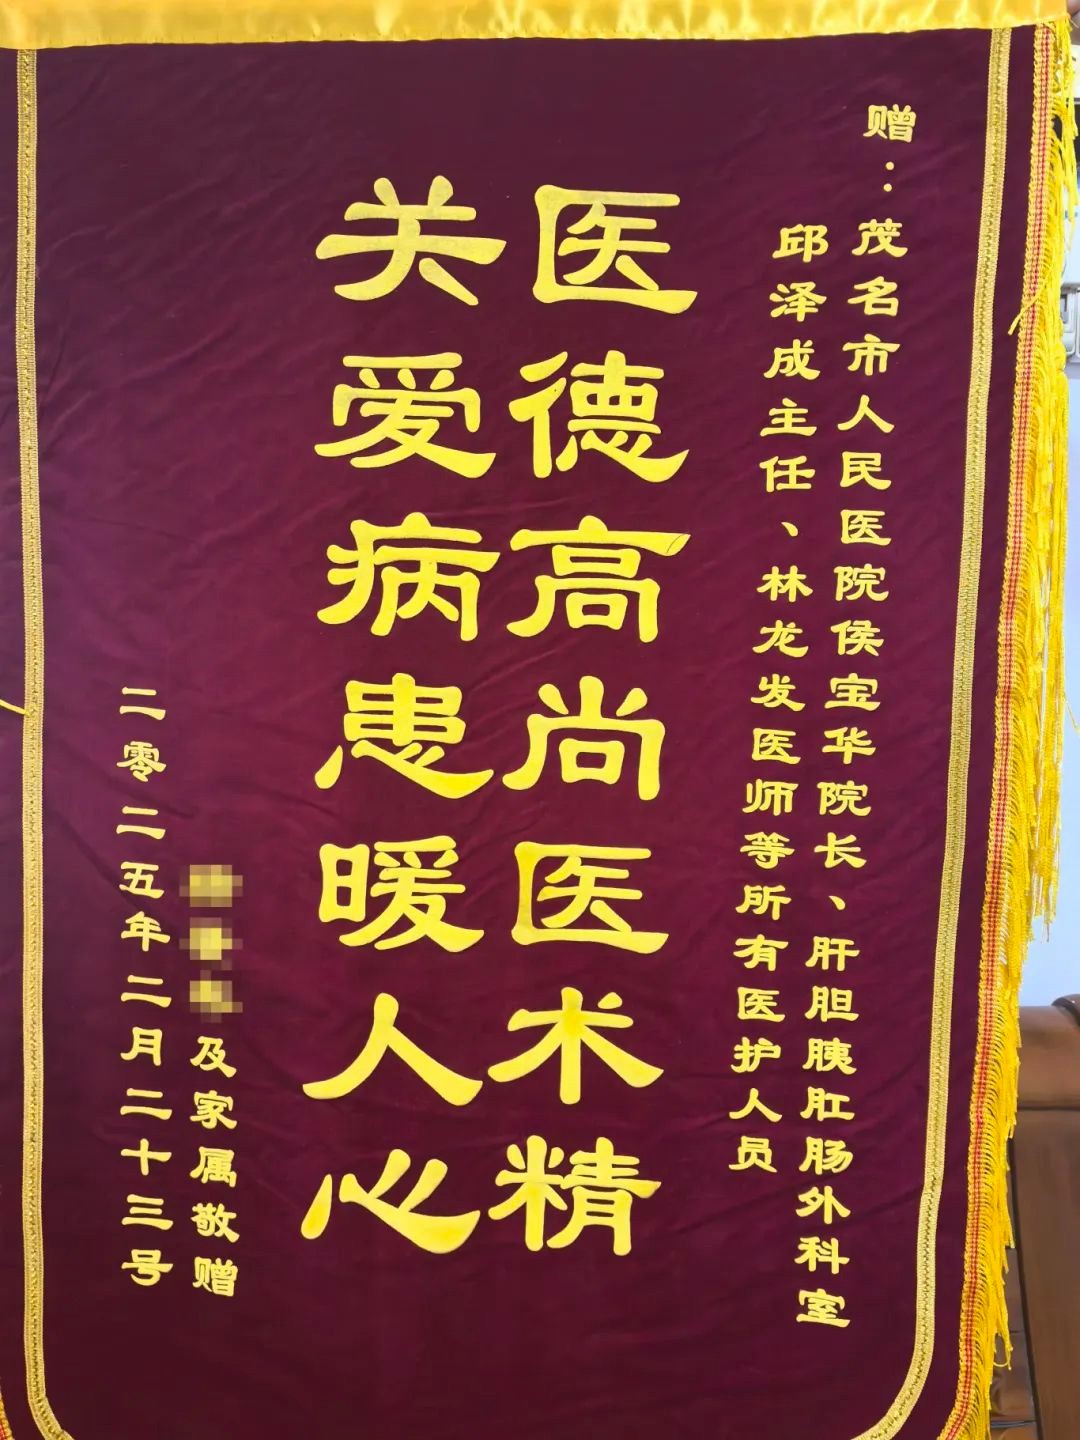 赠：茂名市人民医院侯宝华院长、肝胆胰肛肠外科室
邱泽成主任、林龙发医师等所有医护人员
医德高尚医术精
关爱病患暖人心
及家属敬赠
二零二五年二月二十三号